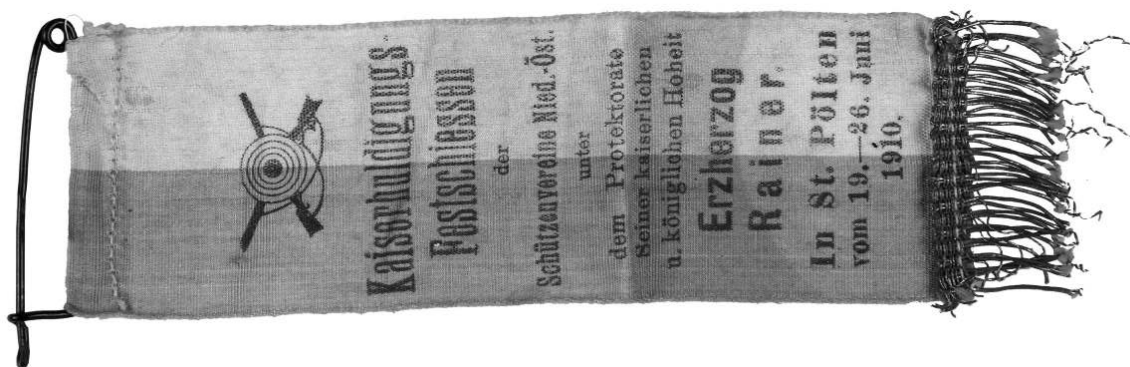 Kaiserhuldigungs-
Festschiessen
der
Schützenvereine Nied.-Öst.
unter
dem Protektorate
Seiner kaiserlichen
u. königlichen Hoheit
Erzherzog
Rainer.
In St. Pölten
vom 19.—26. Juni
1910.